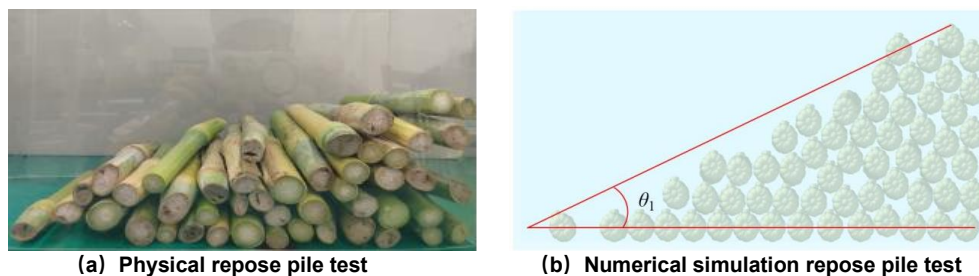 θ₁
(a) Physical repose pile test
(b) Numerical simulation repose pile test